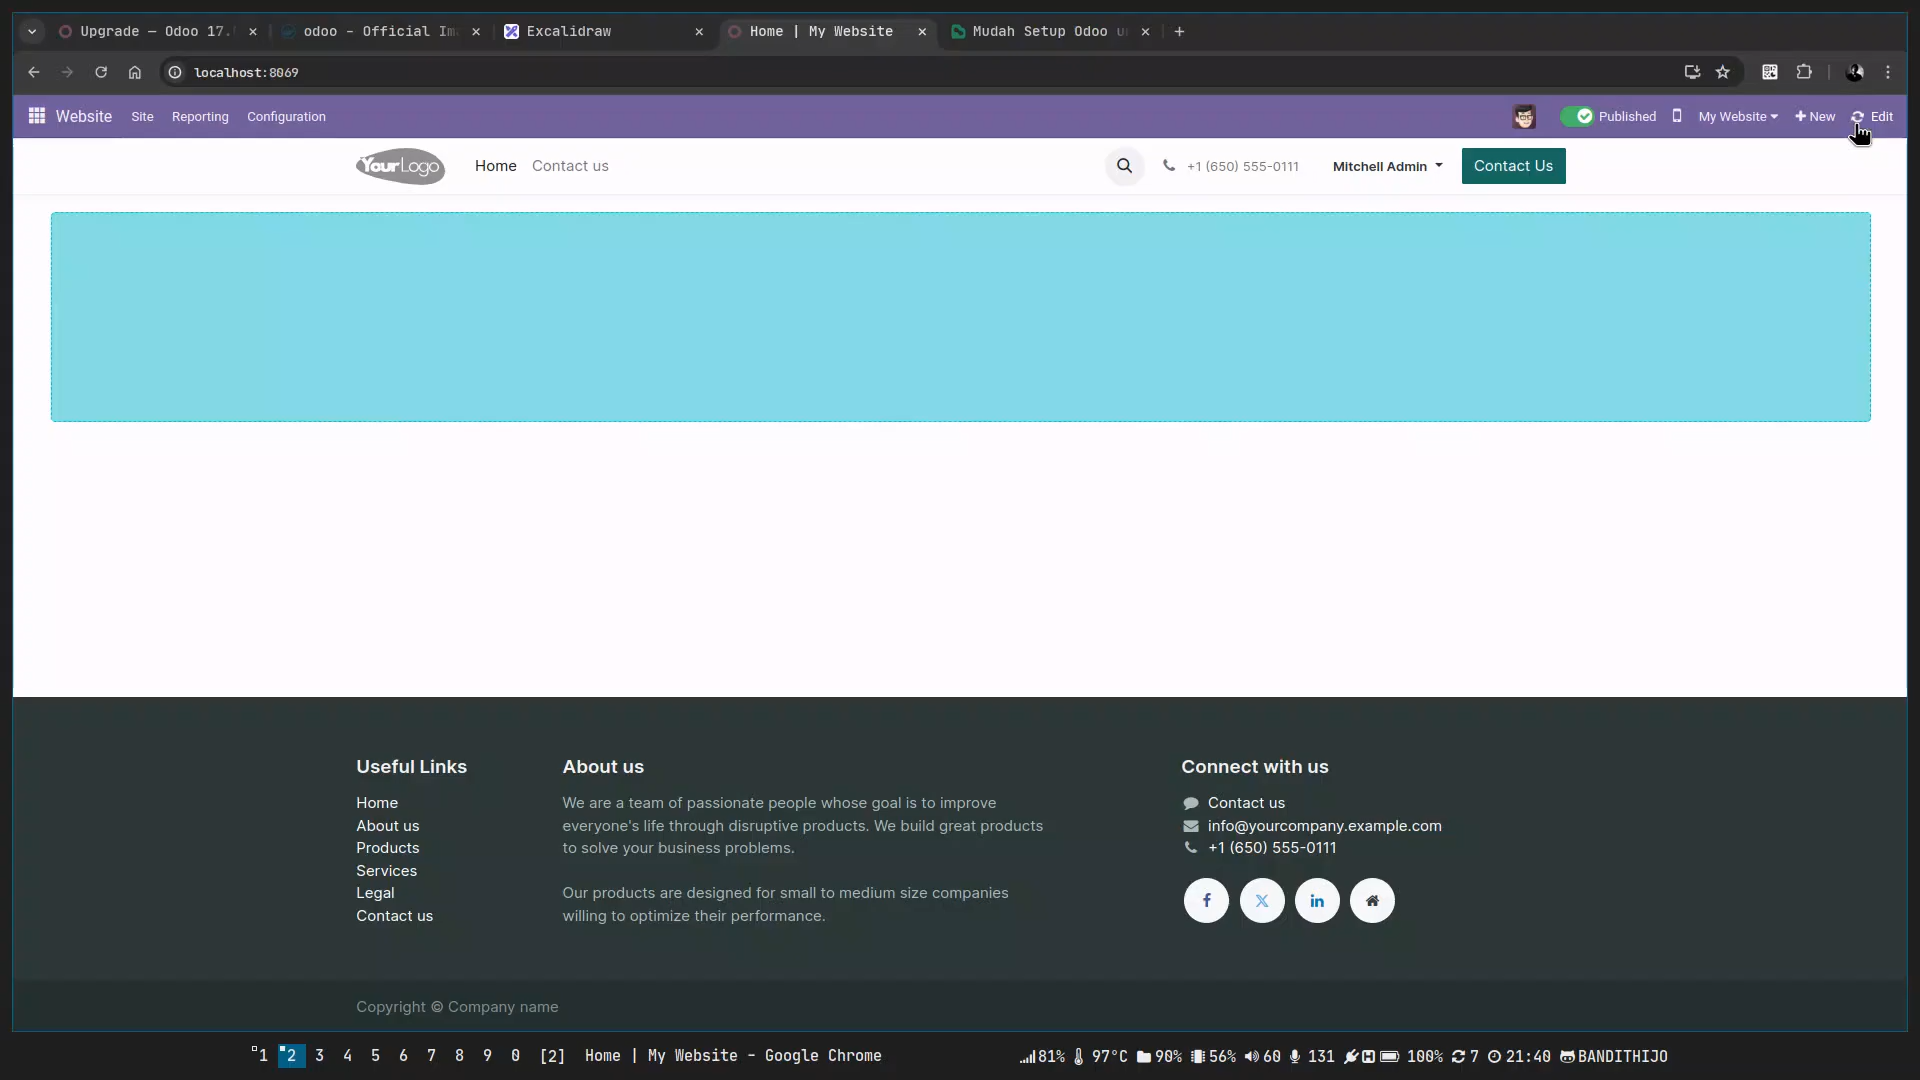 Upgrade — Odoo 17.
odoo - Official Im
Excalidraw
Home | My Website
Mudah Setup Odoo u
localhost:8069
Website
Site
Reporting
Configuration
Published
My Website
New
Edit
YourLogo
Home
Contact us
+1 (650) 555-0111
Mitchell Admin
Contact Us
Useful Links
Home
About us
Products
Services
Legal
Contact us
About us
We are a team of passionate people whose goal is to improve
everyone's life through disruptive products. We build great products
to solve your business problems.
Our products are designed for small to medium size companies
willing to optimize their performance.
Connect with us
Contact us
info@yourcompany.example.com
+1 (650) 555-0111
Copyright © Company name
1 2 3 4 5 6 7 8 9 0 [2] Home | My Website - Google Chrome
81% 97°C 90% 56% 60 131 100% 7 21:40 BANDITHIJO